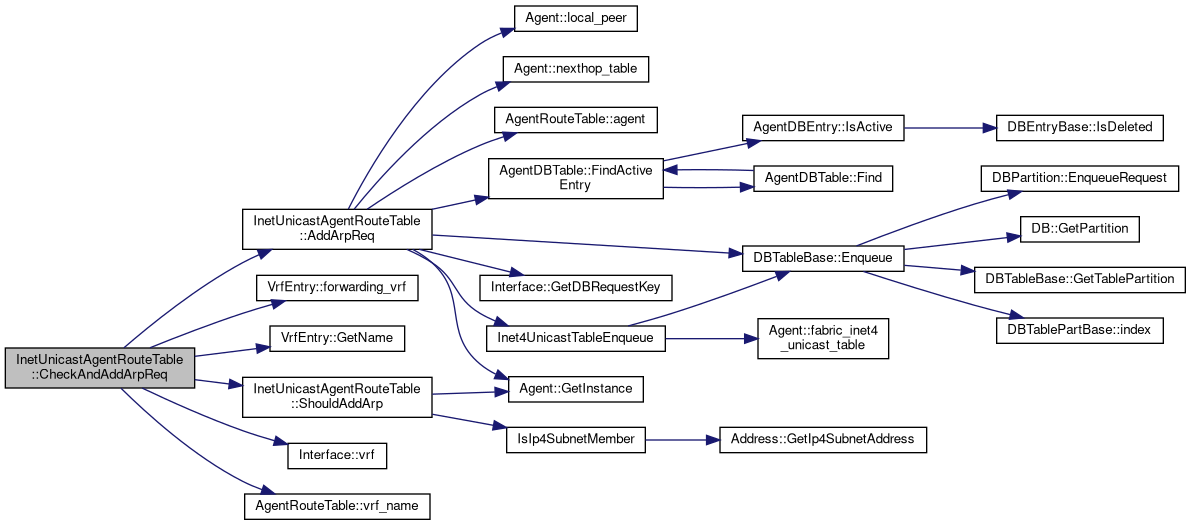 Agent::local_peer
Agent::nexthop_table
AgentRouteTable::agent
AgentDBEntry::IsActive
DBEntryBase::IsDeleted
AgentDBTable::FindActive
Entry
AgentDBTable::Find
DBPartition::EnqueueRequest
InetUnicastAgentRouteTable
::AddArpReq
DB::GetPartition
DBTableBase::Enqueue
DBTableBase::GetTablePartition
VrfEntry::forwarding_vrf
Interface::GetDBRequestKey
DBTablePartBase::index
VrfEntry::GetName
Inet4UnicastTableEnqueue
Agent::fabric_inet4
_unicast_table
InetUnicastAgentRouteTable
::CheckAndAddArpReq
InetUnicastAgentRouteTable
::ShouldAddArp
Agent::GetInstance
IsIp4SubnetMember
Address::GetIp4SubnetAddress
Interface::vrf
AgentRouteTable::vrf_name